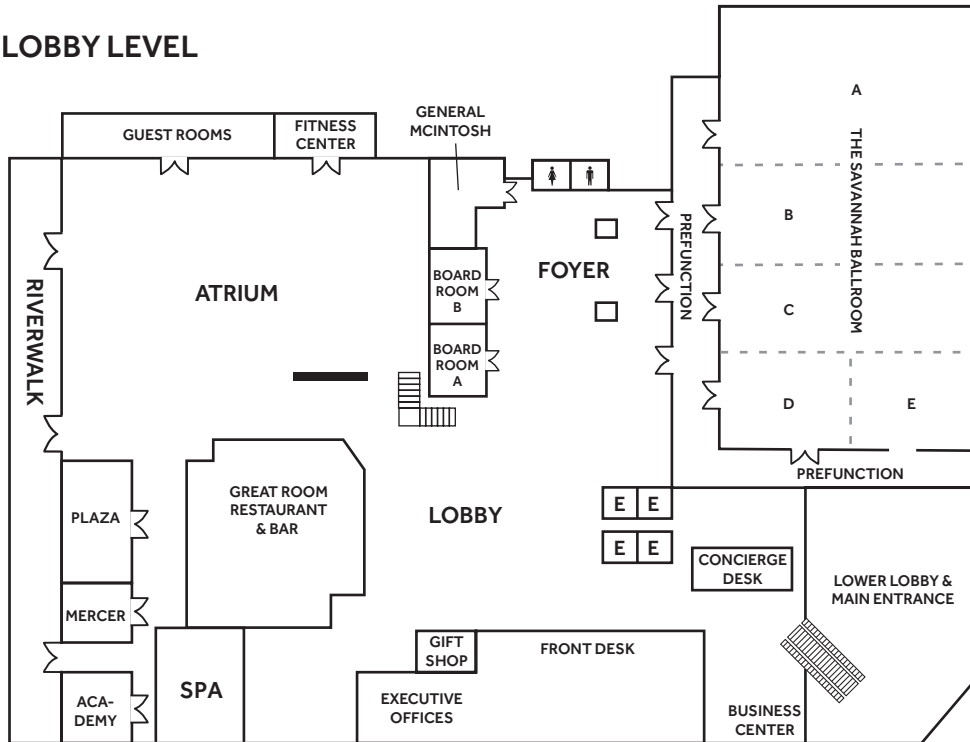 LOBBY LEVEL
GUEST ROOMS
FITNESS
CENTER
GENERAL
MCINTOSH
A
THE SAVANNAH BALLROOM
B
C
D
E
PREFUNCTION
PREFUNCTION
FOYER
BOARD
ROOM
B
BOARD
ROOM
A
ATRIUM
RIVERWALK
PLAZA
GREAT ROOM
RESTAURANT
& BAR
LOBBY
E E
E E
CONCIERGE
DESK
LOWER LOBBY &
MAIN ENTRANCE
MERCER
GIFT
SHOP
FRONT DESK
SPA
ACA-
DEMY
EXECUTIVE
OFFICES
BUSINESS
CENTER